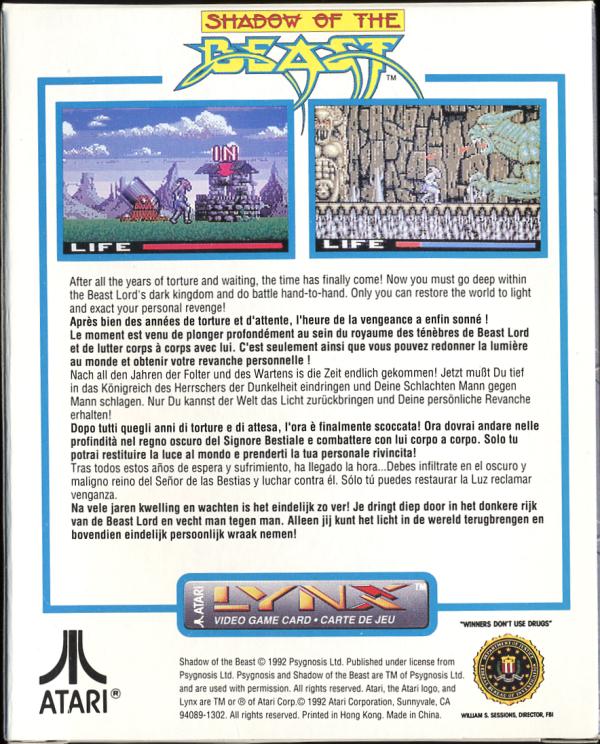 SHADOW OF THE
BEAST™
IN
LIFE
LIFE
After all the years of torture and waiting, the time has finally come! Now you must go deep within
the Beast Lord's dark kingdom and do battle hand-to-hand. Only you can restore the world to light
and exact your personal revenge!
Après bien des années de torture et d'attente, l'heure de la vengeance a enfin sonné !
Le moment est venu de plonger profondément au sein du royaume des ténèbres de Beast Lord
et de lutter corps à corps avec lui. C'est seulement ainsi que vous pouvez redonner la lumière
au monde et obtenir votre revanche personnelle !
Nach all den Jahren der Folter und des Wartens is die Zeit endlich gekommen! Jetzt mußt Du tief
in das Königreich des Herrschers der Dunkelheit eindringen und Deine Schlachten Mann gegen
Mann schlagen. Nur Du kannst der Welt das Licht zurückbringen und Deine persönliche Revanche
erhalten!
Dopo tutti quegli anni di torture e di attesa, l'ora è finalmente scoccata! Ora dovrai andare nelle
profindità nel regno oscuro del Signore Bestiale e combattere con lui corpo a corpo. Solo tu
potrai restituire la luce al mondo e prenderti la tua personale rivincita!
Tras todos estos años de espera y sufrimiento, ha llegado la hora...Debes infiltrate en el oscuro y
maligno reino del Señor de las Bestias y luchar contra él. Sólo tú puedes restaurar la Luz reclamar
venganza.
Na vele jaren kwelling en wachten is het eindelijk zo ver! Je dringt diep door in het donkere rijk
van de Beast Lord en vecht man tegen man. Alleen jij kunt het licht in de wereld terugbrengen en
bovendien eindelijk persoonlijk wraak nemen!
ATARI LYNX™
VIDEO GAME CARD • CARTE DE JEU
"WINNERS DON'T USE DRUGS"
ATARI®
Shadow of the Beast © 1992 Psygnosis Ltd. Published under license from
Psygnosis Ltd. Psygnosis and Shadow of the Beast are TM of Psygnosis Ltd.
and are used with permission. All rights reserved. Atari, the Atari logo, and
Lynx are TM or ® of Atari Corp.© 1992 Atari Corporation, Sunnyvale, CA
94089-1302. All rights reserved. Printed in Hong Kong. Made in China.
WILLIAM S. SESSIONS, DIRECTOR, FBI